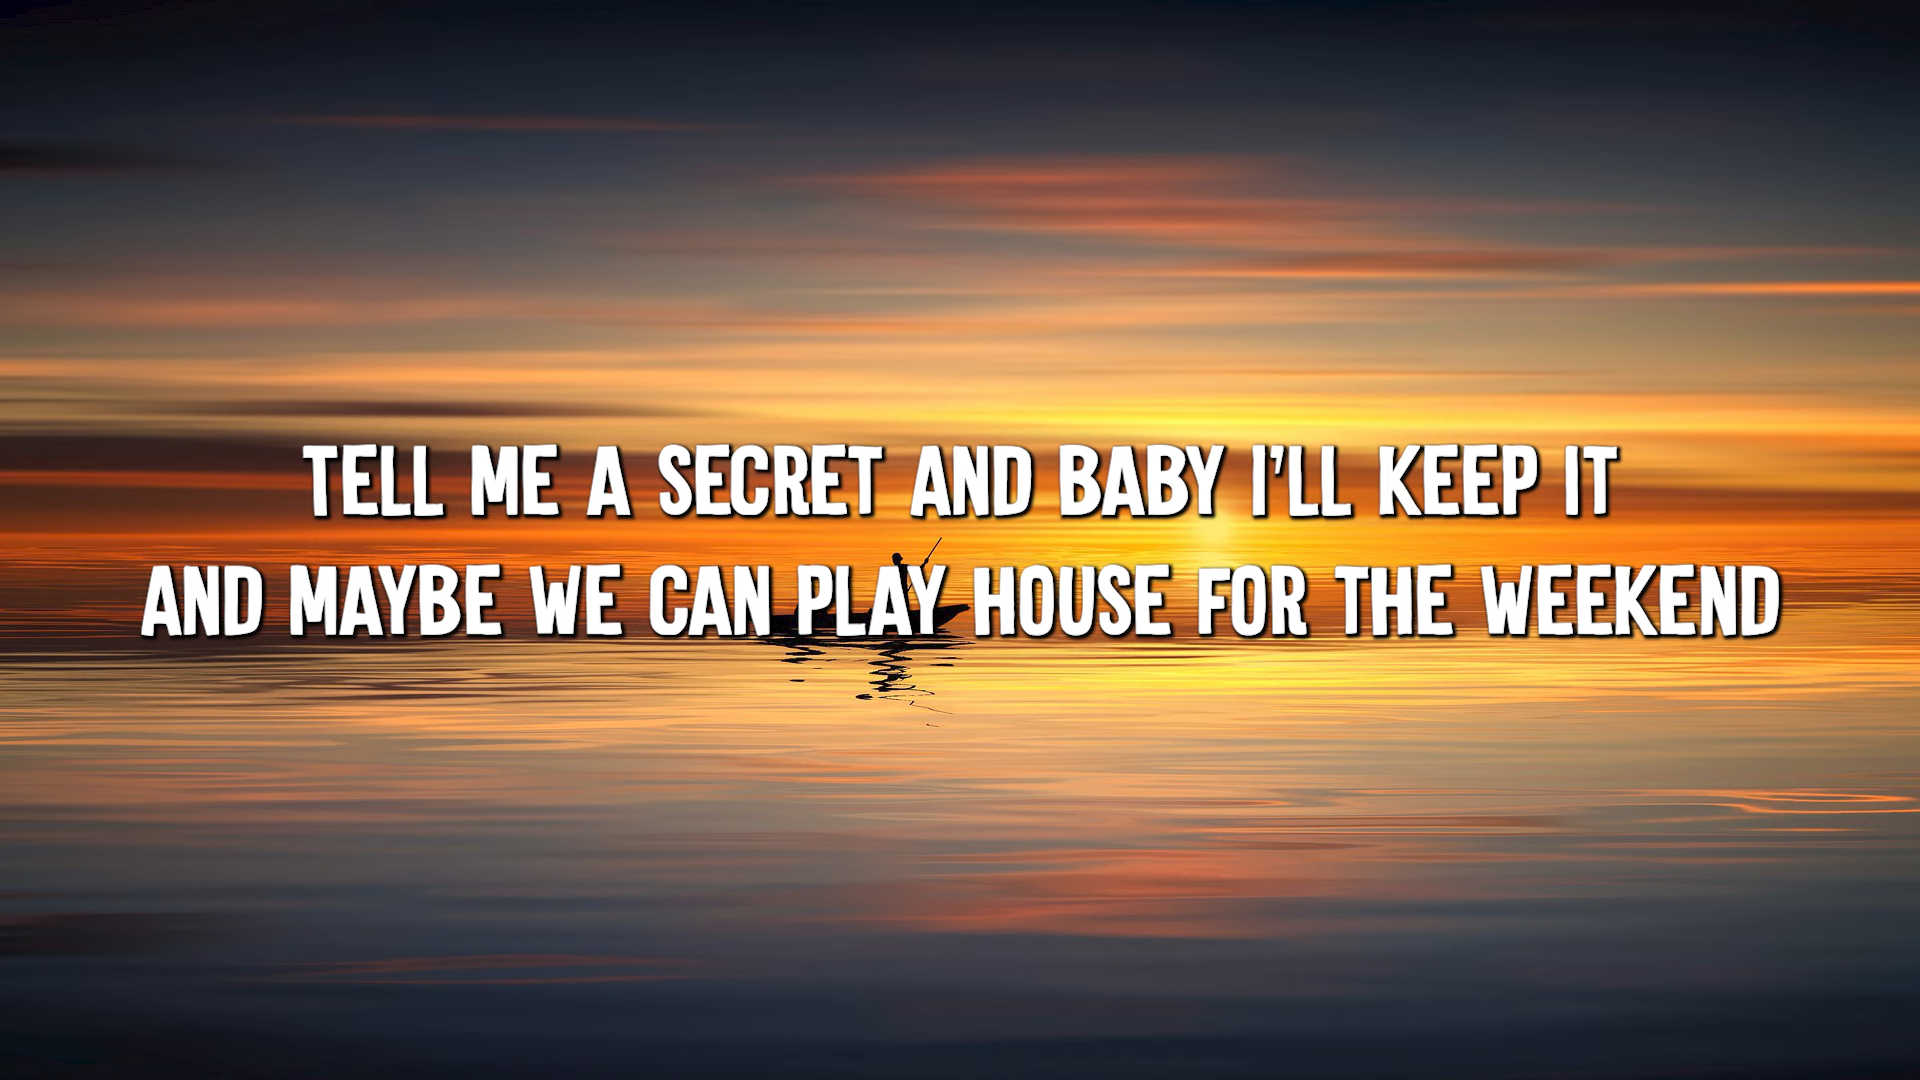 TELL ME A SECRET AND BABY I'LL KEEP IT
AND MAYBE WE CAN PLAY HOUSE FOR THE WEEKEND